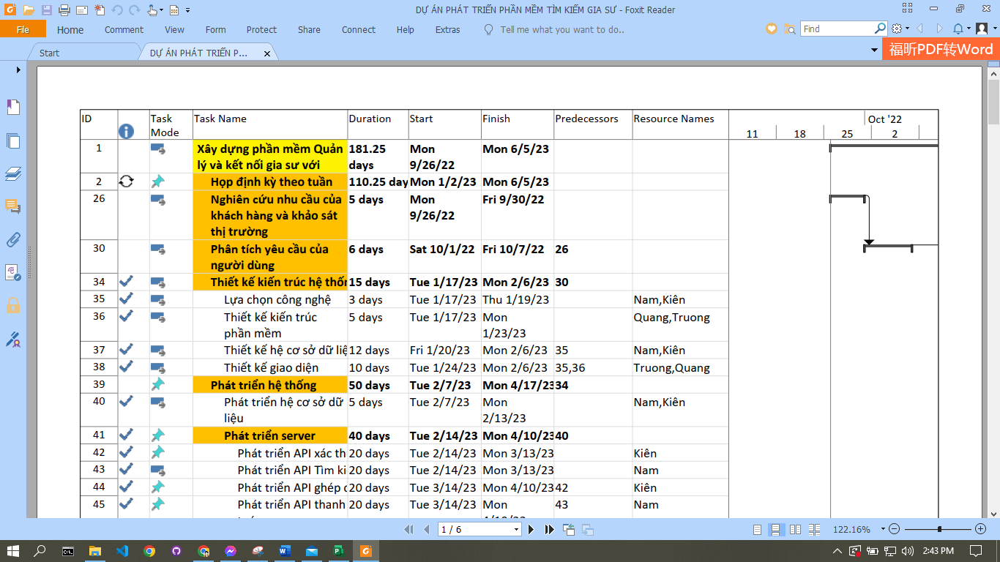 DỰ ÁN PHÁT TRIỂN PHẦN MỀM TÌM KIẾM GIA SƯ - Foxit Reader
File Home Comment View Form Protect Share Connect Help Extras Tell me what you want to do.. Find
Start DỰ ÁN PHÁT TRIỂN P... 福昕PDF转Word
ID Task Mode Task Name Duration Start Finish Predecessors Resource Names Oct '22
11 18 25 2
1 Xây dựng phần mềm Quản lý và kết nối gia sư với 181.25 days Mon 9/26/22 Mon 6/5/23
2 Họp định kỳ theo tuần 110.25 day Mon 1/2/23 Mon 6/5/23
26 Nghiên cứu nhu cầu của khách hàng và khảo sát thị trường 5 days Mon 9/26/22 Fri 9/30/22
30 Phân tích yêu cầu của người dùng 6 days Sat 10/1/22 Fri 10/7/22 26
34 Thiết kế kiến trúc hệ thốn 15 days Tue 1/17/23 Mon 2/6/23 30
35 Lựa chọn công nghệ 3 days Tue 1/17/23 Thu 1/19/23 Nam,Kiên
36 Thiết kế kiến trúc phần mềm 5 days Tue 1/17/23 Mon 1/23/23 Quang,Truong
37 Thiết kế hệ cơ sở dữ liệ 12 days Fri 1/20/23 Mon 2/6/23 35 Nam,Kiên
38 Thiết kế giao diện 10 days Tue 1/24/23 Mon 2/6/23 35,36 Truong,Quang
39 Phát triển hệ thống 50 days Tue 2/7/23 Mon 4/17/23 34
40 Phát triển hệ cơ sở dữ liệu 5 days Tue 2/7/23 Mon 2/13/23 Nam,Kiên
41 Phát triển server 40 days Tue 2/14/23 Mon 4/10/23 40
42 Phát triển API xác th 20 days Tue 2/14/23 Mon 3/13/23 Kiên
43 Phát triển API Tìm ki 20 days Tue 2/14/23 Mon 3/13/23 Nam
44 Phát triển API ghép 20 days Tue 3/14/23 Mon 4/10/23 42 Kiên
45 Phát triển API thanh 20 days Tue 3/14/23 Mon 43 Nam
1 / 6 122.16%
2:43 PM